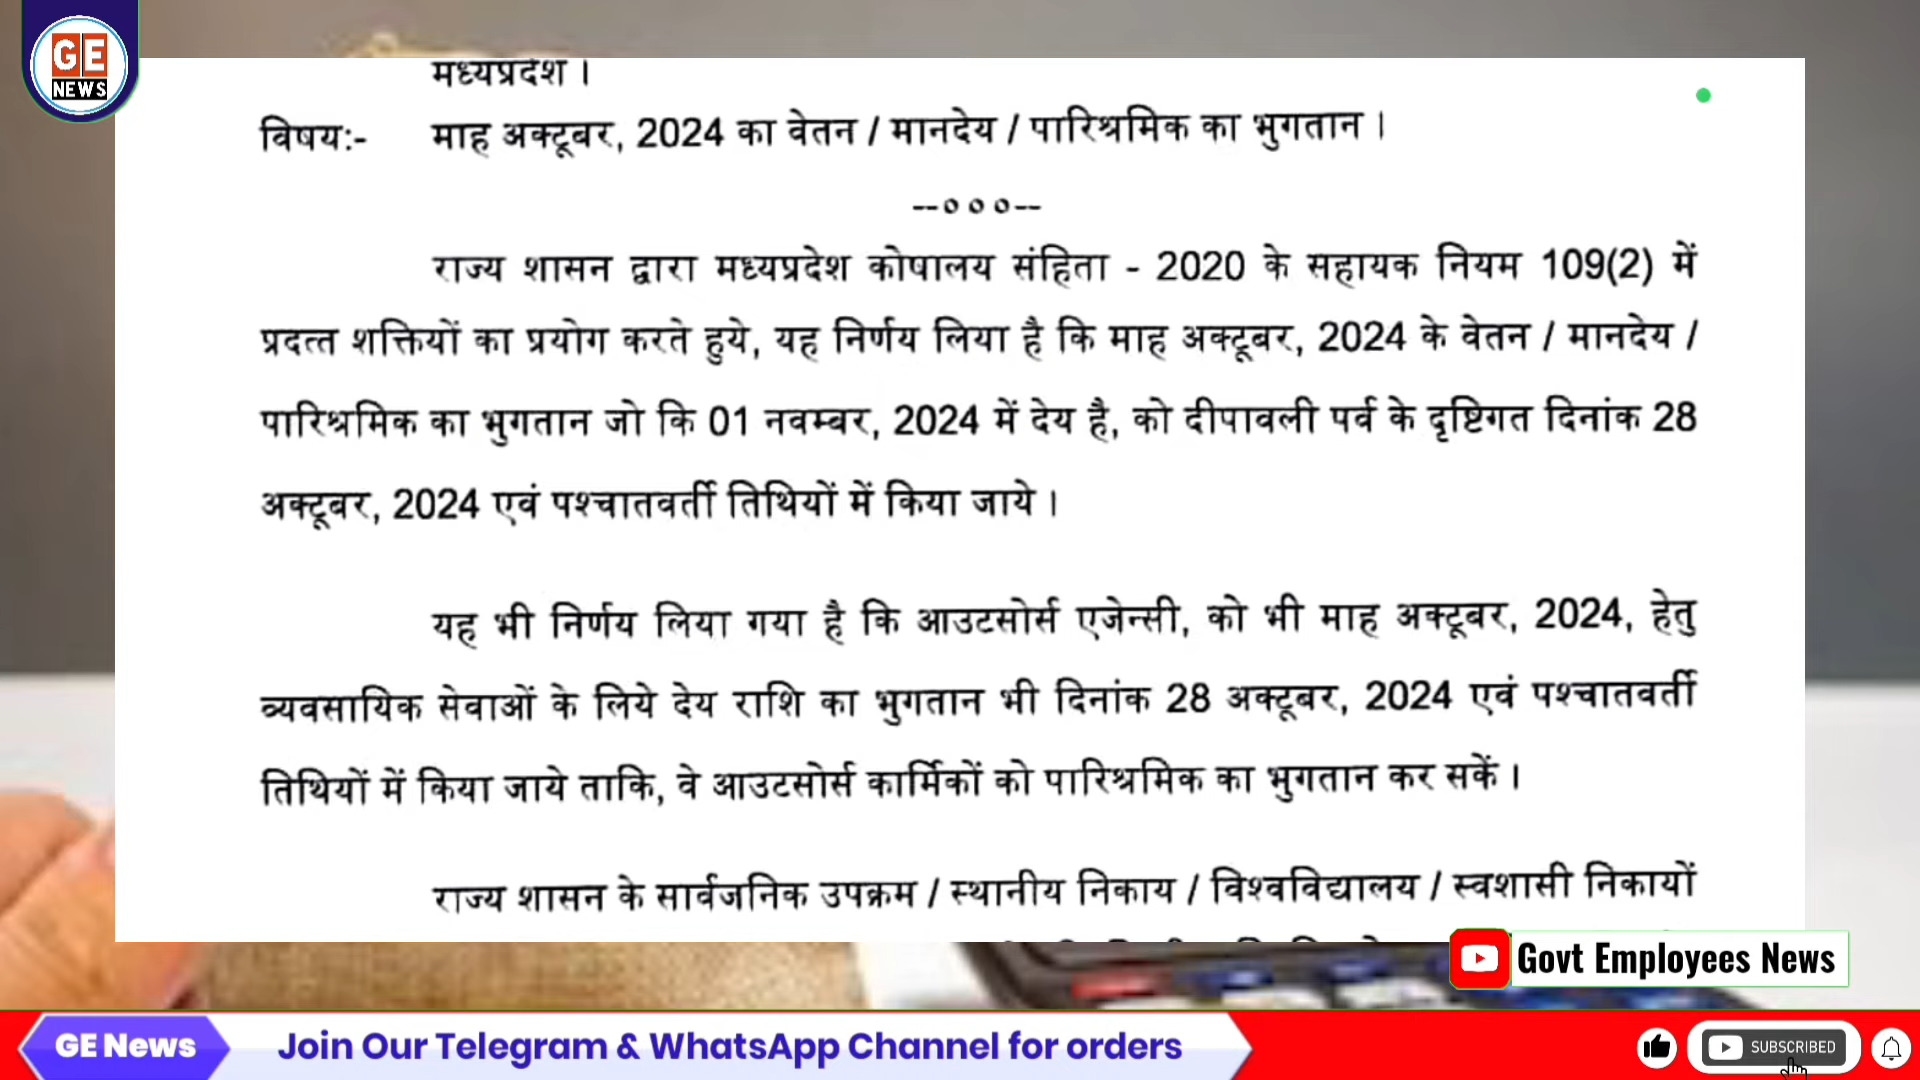 GE
NEWS
मध्यप्रदेश ।
विषयः- माह अक्टूबर, 2024 का वेतन / मानदेय / पारिश्रमिक का भुगतान ।
--०००--
राज्य शासन द्वारा मध्यप्रदेश कोषालय संहिता - 2020 के सहायक नियम 109(2) में
प्रदत्त शक्तियों का प्रयोग करते हुये, यह निर्णय लिया है कि माह अक्टूबर, 2024 के वेतन / मानदेय /
पारिश्रमिक का भुगतान जो कि 01 नवम्बर, 2024 में देय है, को दीपावली पर्व के दृष्टिगत दिनांक 28
अक्टूबर, 2024 एवं पश्चातवर्ती तिथियों में किया जाये ।
यह भी निर्णय लिया गया है कि आउटसोर्स एजेन्सी, को भी माह अक्टूबर, 2024, हेतु
व्यवसायिक सेवाओं के लिये देय राशि का भुगतान भी दिनांक 28 अक्टूबर, 2024 एवं पश्चातवर्ती
तिथियों में किया जाये ताकि, वे आउटसोर्स कार्मिकों को पारिश्रमिक का भुगतान कर सकें ।
राज्य शासन के सार्वजनिक उपक्रम / स्थानीय निकाय / विश्वविद्यालय / स्वशासी निकायों
Govt Employees News
GE News
Join Our Telegram & WhatsApp Channel for orders
SUBSCRIBED